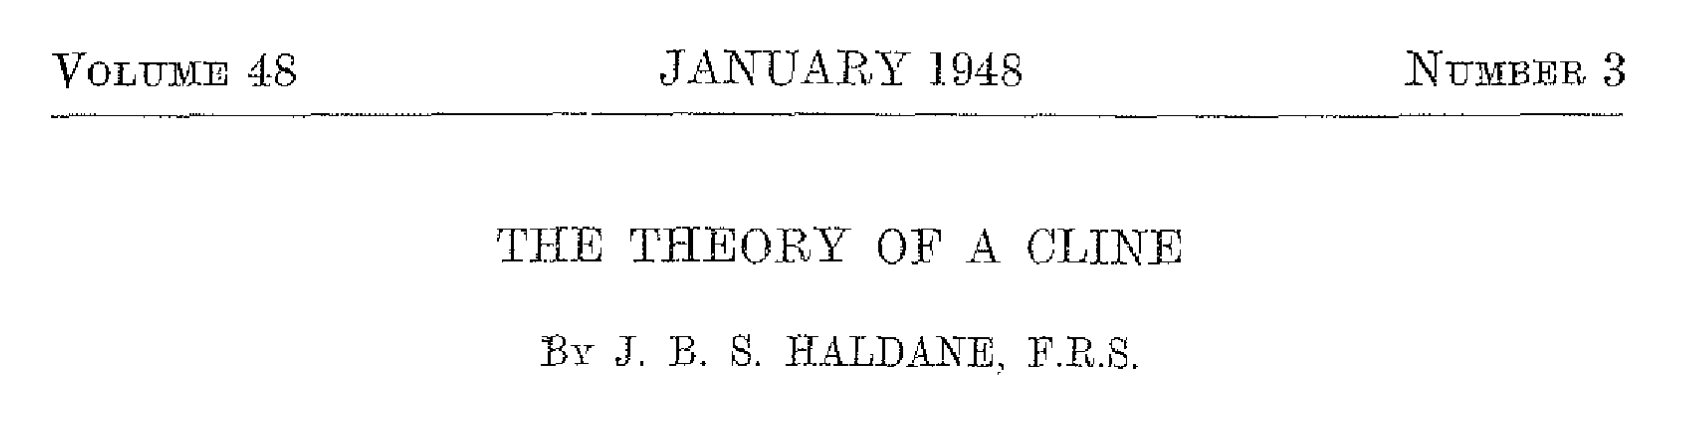 VOLUME 48 JANUARY 1948 NUMBER 3
THE THEORY OF A CLINE
BY J. B. S. HALDANE, F.R.S.